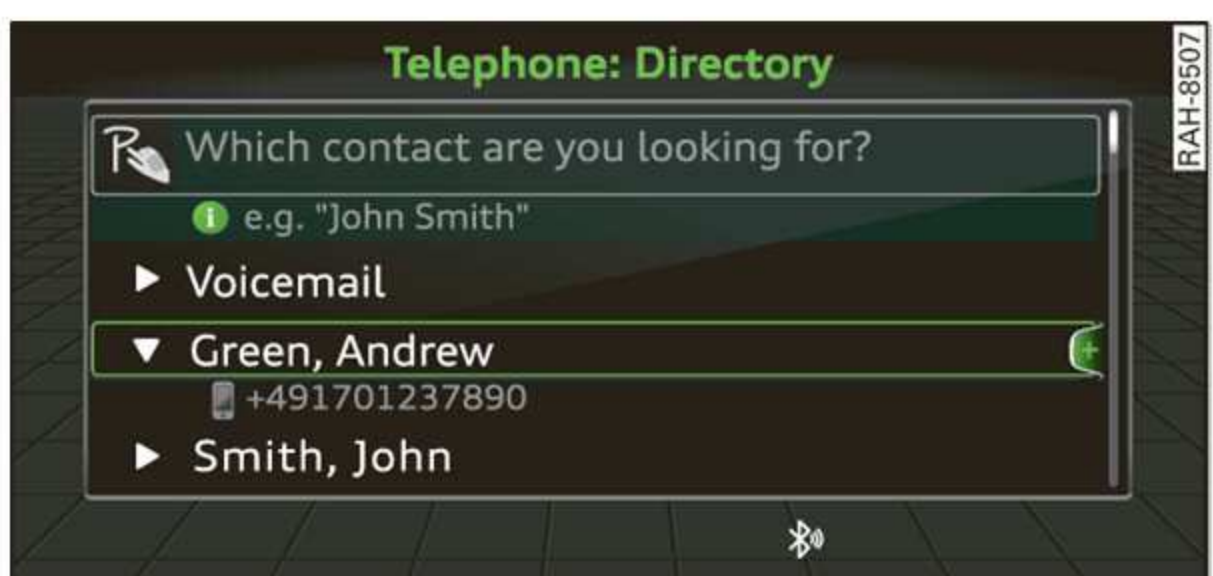 Telephone: Directory
Which contact are you looking for?
e.g. "John Smith"
Voicemail
Green, Andrew
+491701237890
Smith, John
RAH-8507